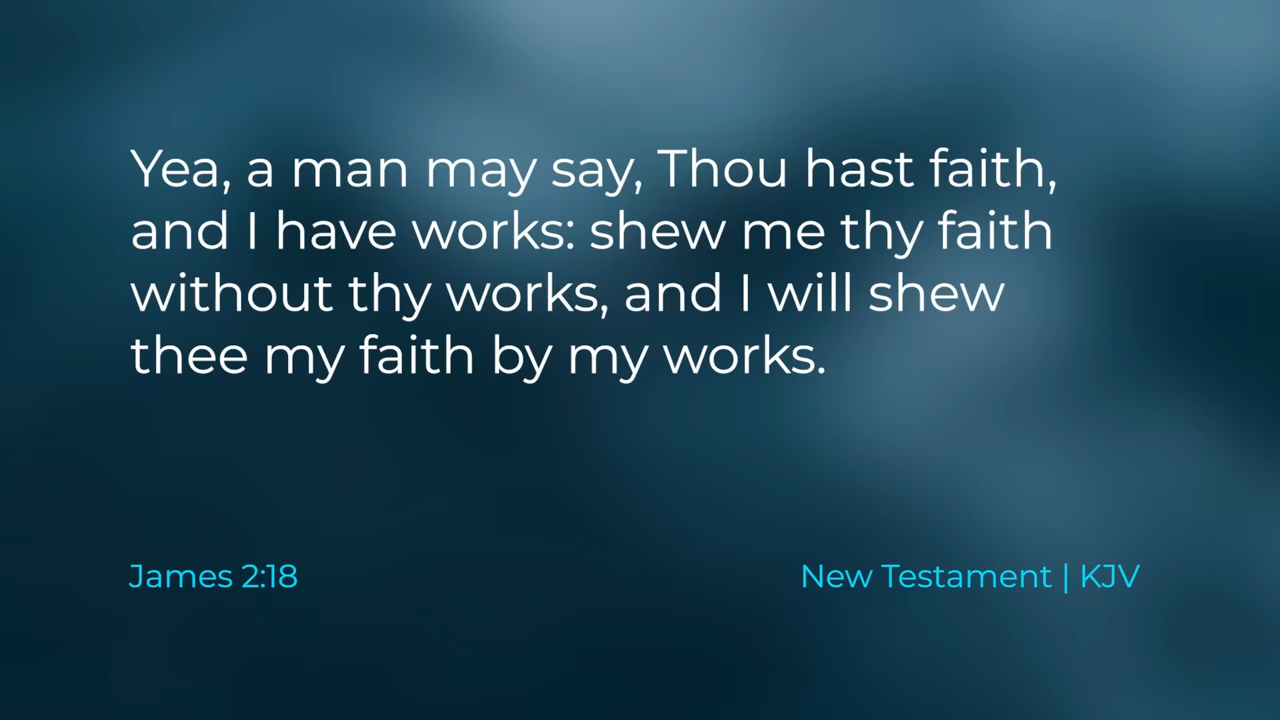 Yea, a man may say, Thou hast faith,
and I have works: shew me thy faith
without thy works, and I will shew
thee my faith by my works.
James 2:18
New Testament | KJV